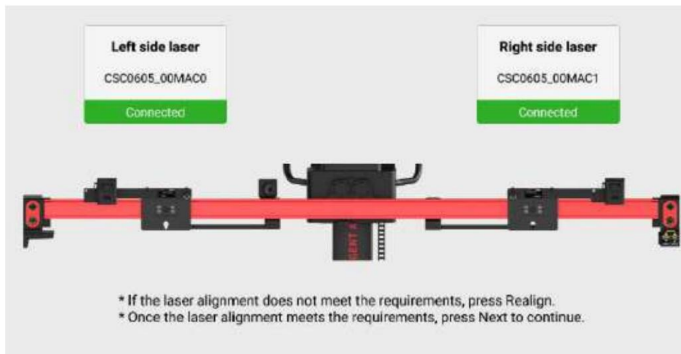 Left side laser
Right side laser
CSC0605_00MAC0
CSC0605_00MAC1
Connected
Connected
GENT A
* If the laser alignment does not meet the requirements, press Realign.
* Once the laser alignment meets the requirements, press Next to continue.